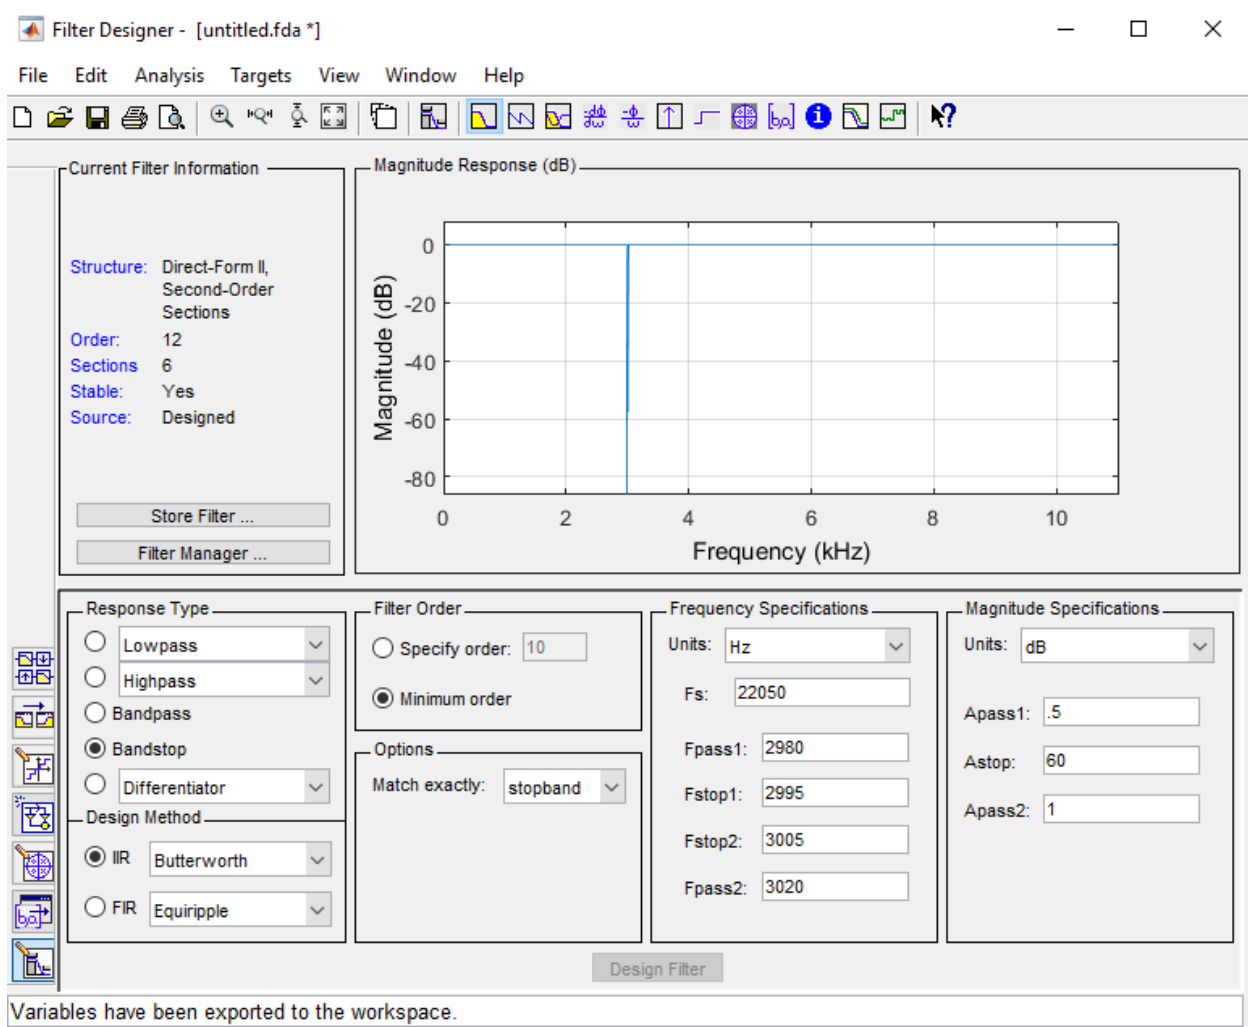 Filter Designer - [untitled.fda *]
File Edit Analysis Targets View Window Help
Current Filter Information
Structure: Direct-Form II,
Second-Order
Sections
Order: 12
Sections 6
Stable: Yes
Source: Designed
Store Filter ...
Filter Manager ...
Magnitude Response (dB)
Magnitude (dB)
0
-20
-40
-60
-80
0 2 4 6 8 10
Frequency (kHz)
Response Type
Lowpass
Highpass
Bandpass
Bandstop
Differentiator
Design Method
IIR Butterworth
FIR Equiripple
Filter Order
Specify order: 10
Minimum order
Options
Match exactly: stopband
Frequency Specifications
Units: Hz
Fs: 22050
Fpass1: 2980
Fstop1: 2995
Fstop2: 3005
Fpass2: 3020
Magnitude Specifications
Units: dB
Apass1: .5
Astop: 60
Apass2: 1
Design Filter
Variables have been exported to the workspace.